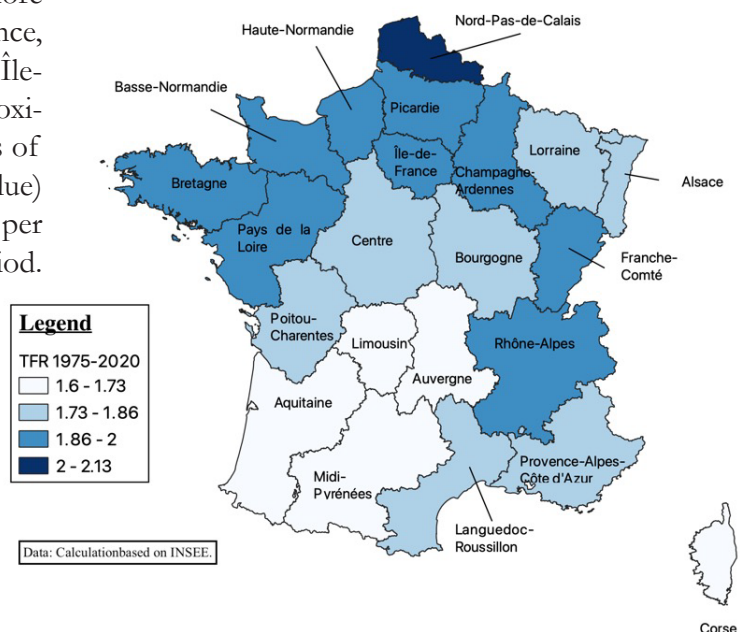 nce,
Île-
oxi-
s of
lue)
per
iod.
Nord-Pas-de-Calais
Haute-Normandie
Basse-Normandie
Picardie
Île-de-
France
Champagne-
Ardennes
Lorraine
Alsace
Bretagne
Pays de la
Loire
Centre
Bourgogne
Franche-
Comté
Poitou-
Charentes
Limousin
Auvergne
Rhône-Alpes
Aquitaine
Midi-
Pyrénées
Provence-Alpes-
Côte d'Azur
Languedoc-
Roussillon
Corse
Legend
TFR 1975-2020
1.6 - 1.73
1.73 - 1.86
1.86 - 2
2 - 2.13
Data: Calculationbased on INSEE.